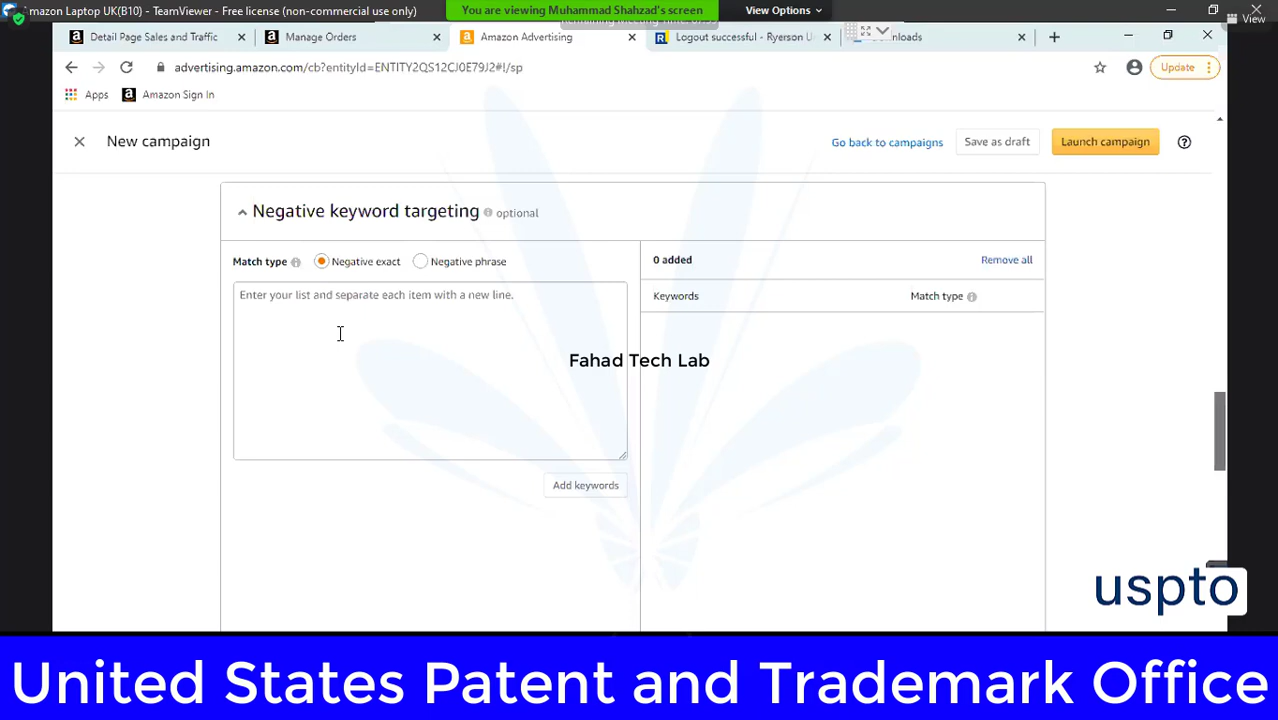 mazon Laptop UK(B10) - TeamViewer - Free license (non-commercial use only)
You are viewing Muhammad Shahzad's screen
View Options
View
Detail Page Sales and Traffic
Manage Orders
Amazon Advertising
Logout successful - Ryerson U
advertising.amazon.com/cb?entityId=ENTITY2QS12CJ0E79J2#!/sp
Update
Apps
Amazon Sign In
New campaign
Go back to campaigns
Save as draft
Launch campaign
Negative keyword targeting
optional
Match type
Negative exact
Negative phrase
0 added
Remove all
Enter your list and separate each item with a new line.
Keywords
Match type
Fahad Tech Lab
Add keywords
uspto
United States Patent and Trademark Office